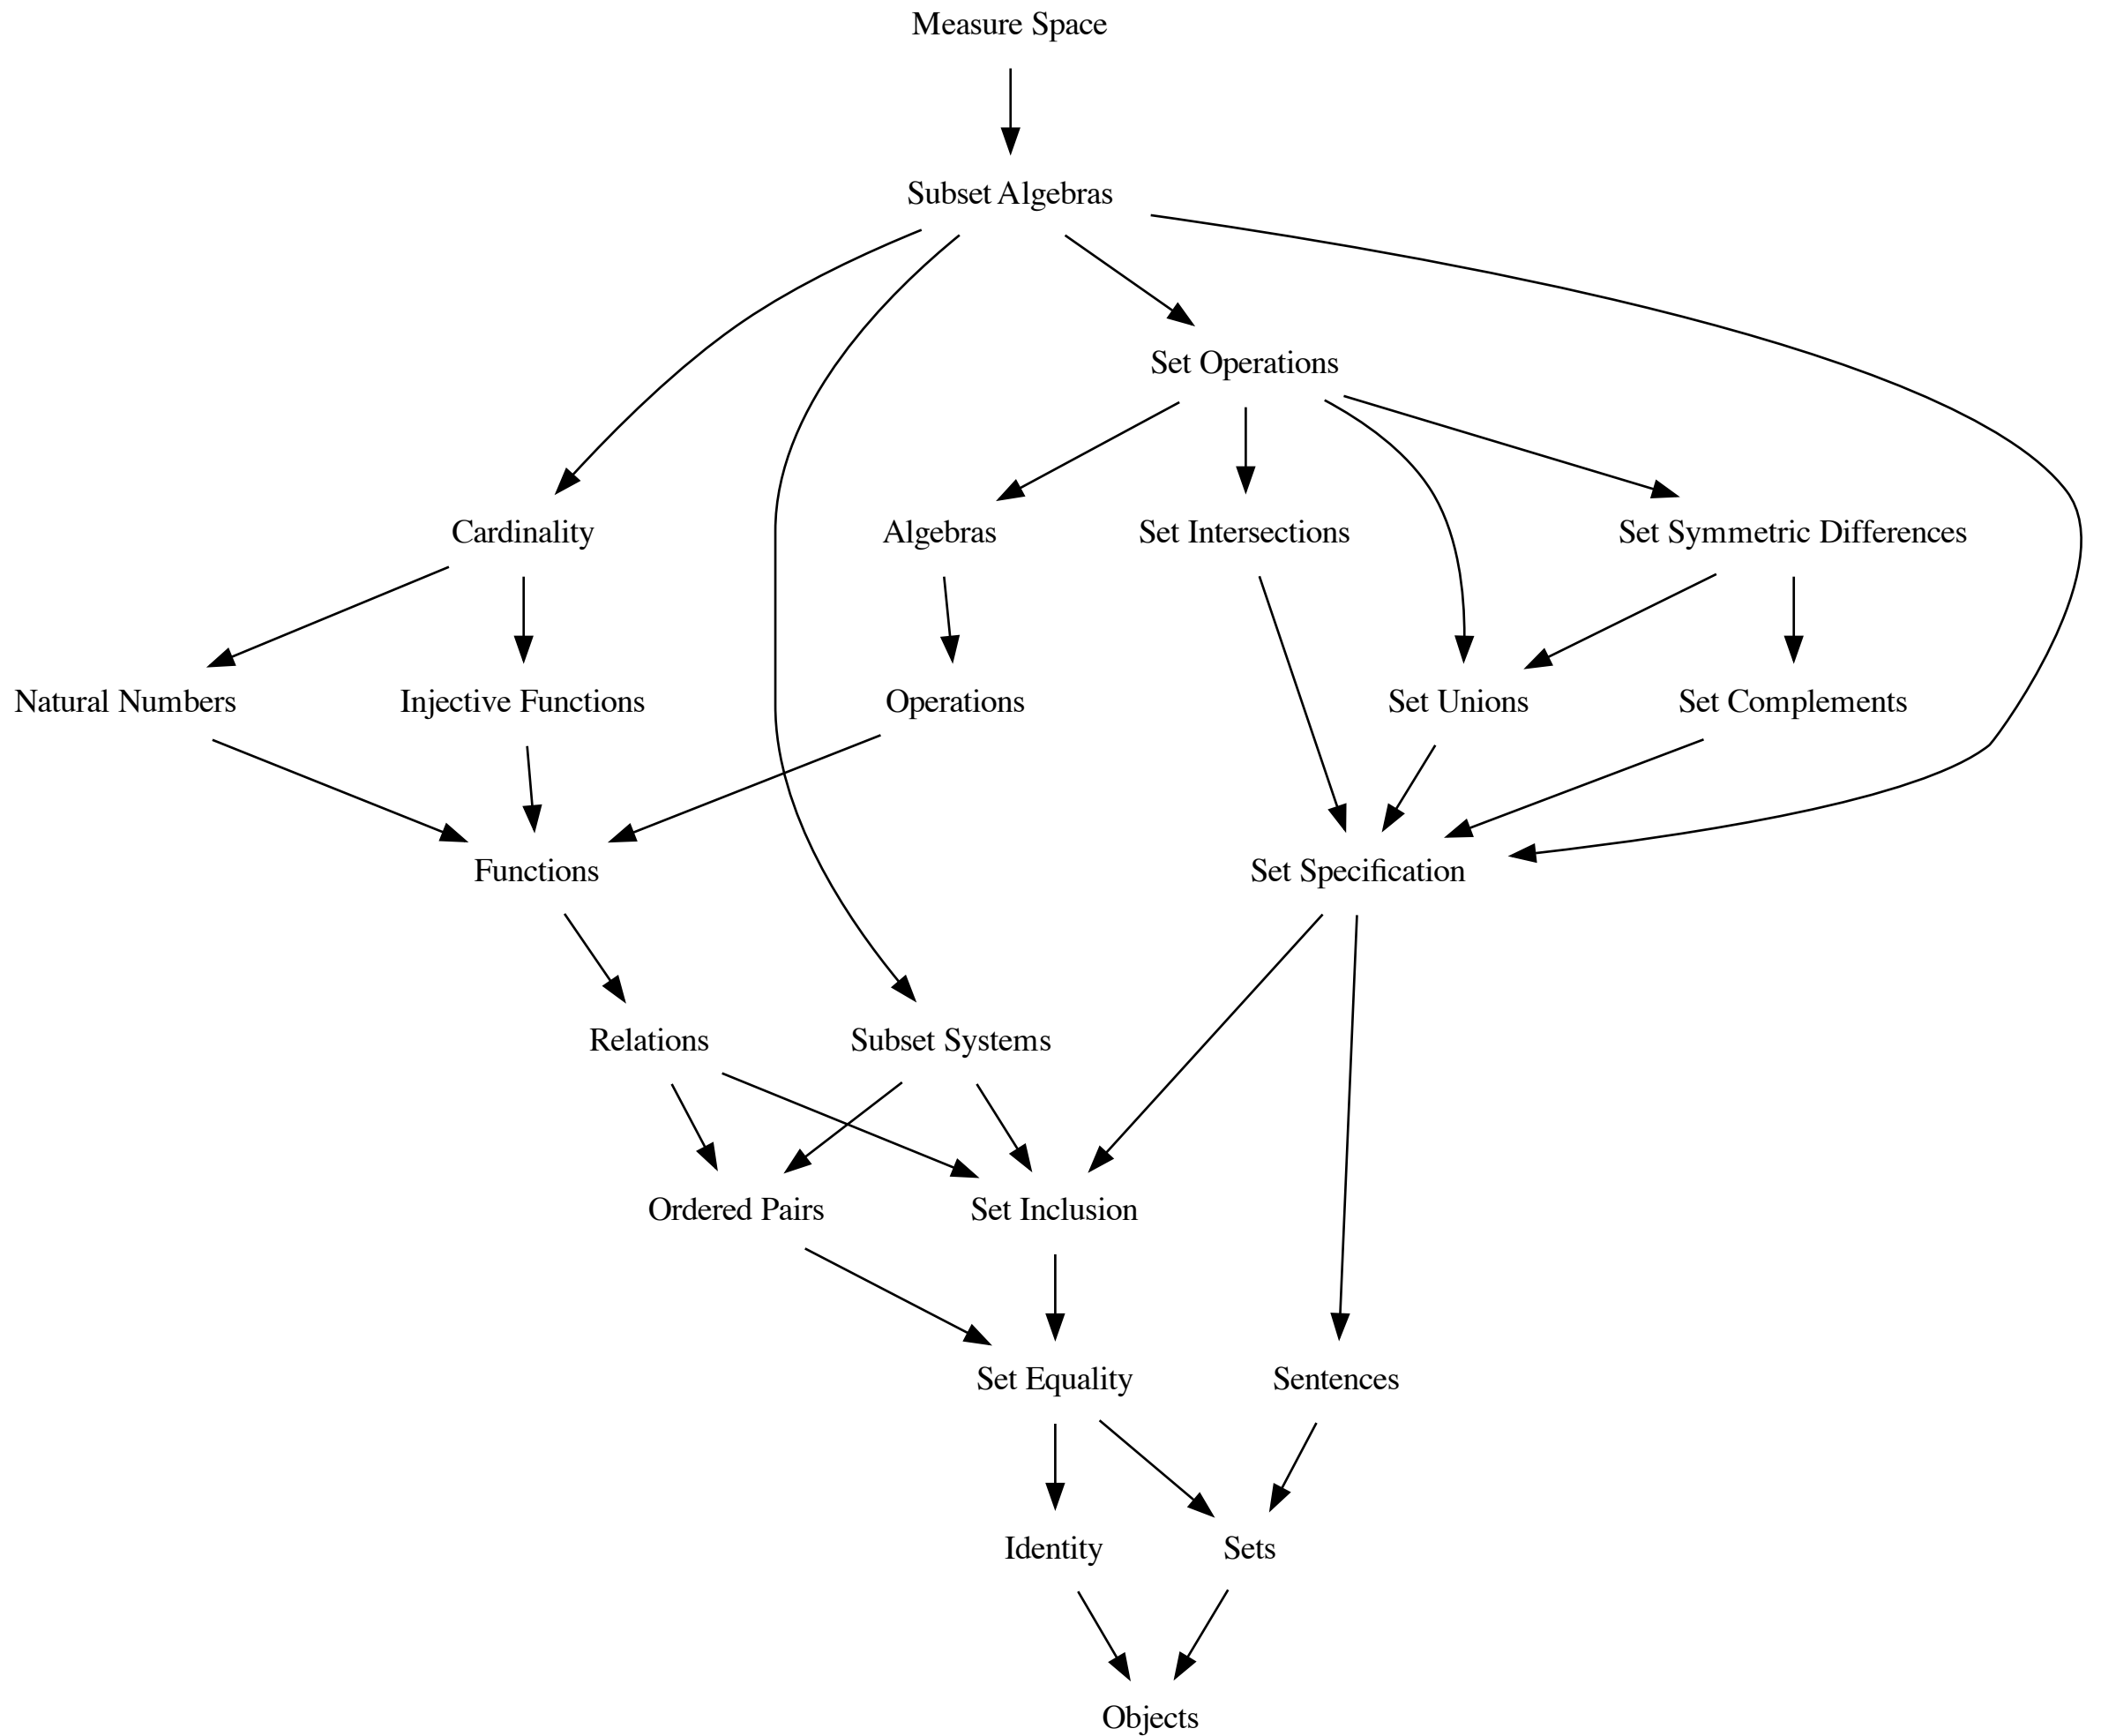 Measure Space
Subset Algebras
Set Operations
Cardinality
Algebras
Set Intersections
Set Symmetric Differences
Natural Numbers
Injective Functions
Operations
Set Unions
Set Complements
Functions
Set Specification
Relations
Subset Systems
Ordered Pairs
Set Inclusion
Set Equality
Sentences
Identity
Sets
Objects